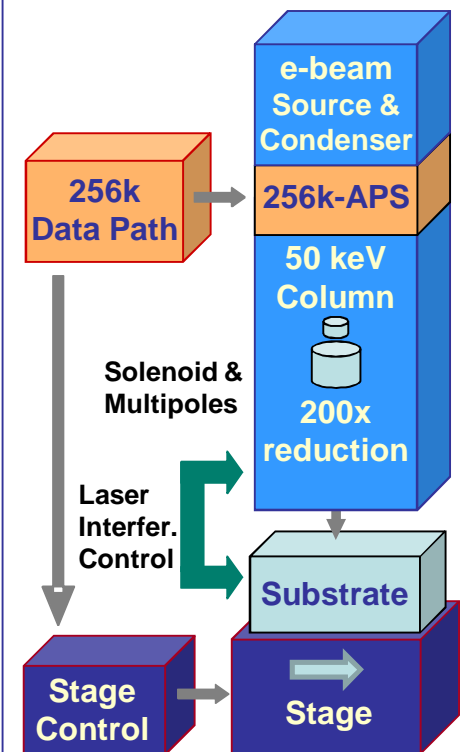 e-beam
Source &
Condenser
256k
Data Path
256k-APS
50 keV
Column
Solenoid &
Multipoles
200x
reduction
Laser
Interfer.
Control
Substrate
Stage
Control
Stage